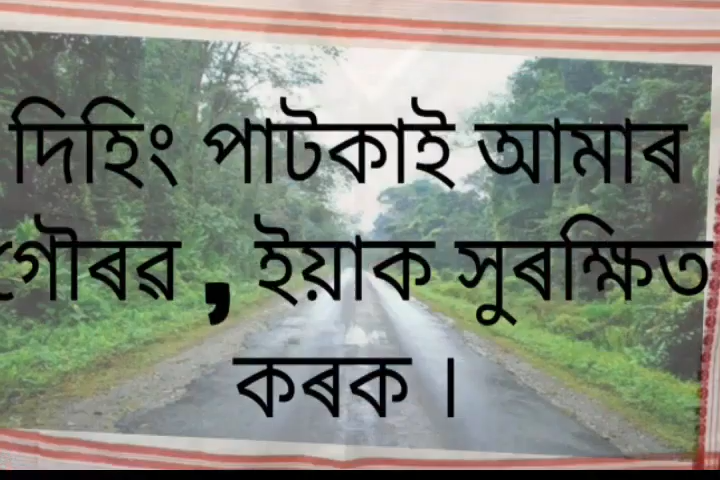 দিহিং পাটকাই আমাৰ
গৌৰৱ , ইয়াক সুৰক্ষিত
কৰক ।